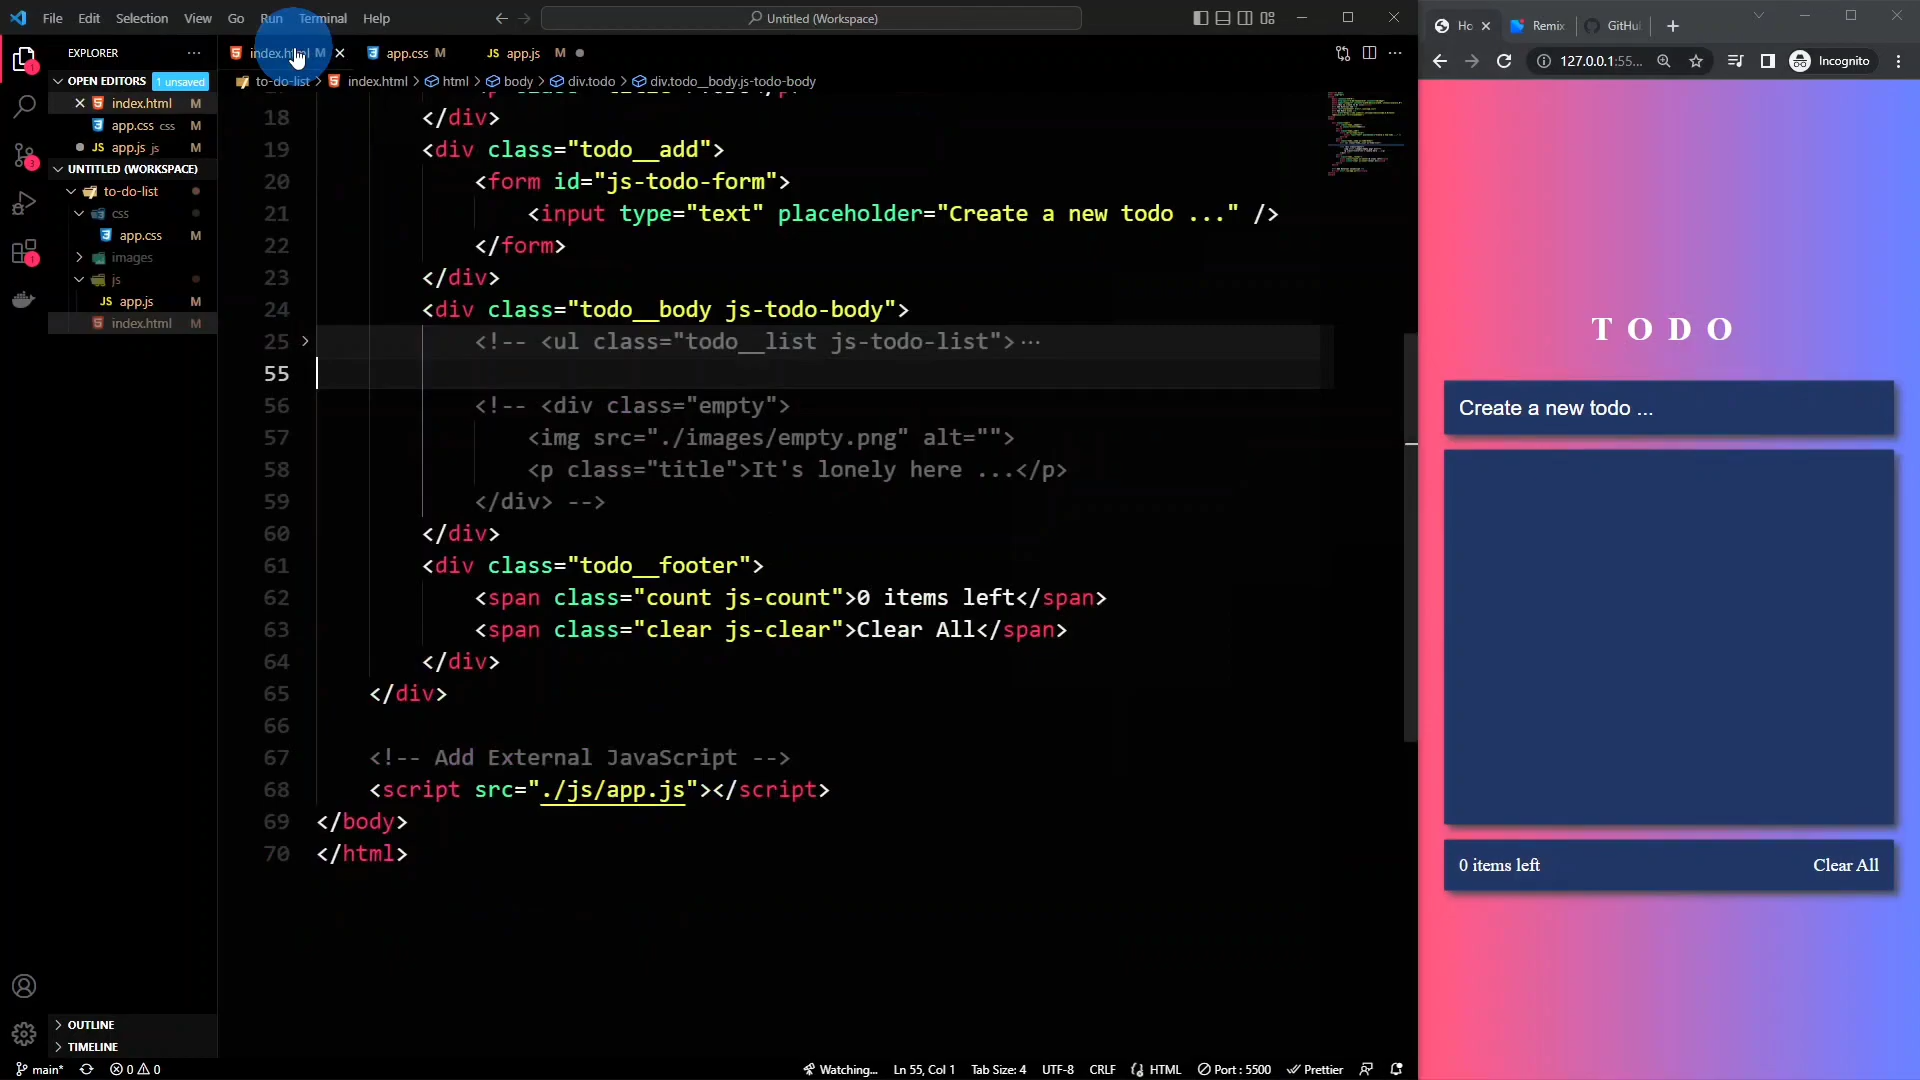 File Edit Selection View Go Run Terminal Help
Untitled (Workspace)
EXPLORER
OPEN EDITORS 1 unsaved
index.html M
app.css css M
JS app.js js M
UNTITLED (WORKSPACE)
to-do-list
css
app.css M
images
js
JS app.js M
index.html M
OUTLINE
TIMELINE
index.html M
app.css M
JS app.js M
to-do-list > index.html > html > body > div.todo > div.todo__body.js-todo-body
18 </div>
19 <div class="todo__add">
20 <form id="js-todo-form">
21 <input type="text" placeholder="Create a new todo ..." />
22 </form>
23 </div>
24 <div class="todo__body js-todo-body">
25 <!-- <ul class="todo__list js-todo-list">···
55
56 <!-- <div class="empty">
57 <img src="./images/empty.png" alt="">
58 <p class="title">It's lonely here ...</p>
59 </div> -->
60 </div>
61 <div class="todo__footer">
62 <span class="count js-count">0 items left</span>
63 <span class="clear js-clear">Clear All</span>
64 </div>
65 </div>
66
67 <!-- Add External JavaScript -->
68 <script src="./js/app.js"></script>
69 </body>
70 </html>
main* 0 0
Watching... Ln 55, Col 1 Tab Size: 4 UTF-8 CRLF HTML Port : 5500 Prettier
Remix
127.0.0.1:55... Incognito
TODO
Create a new todo ...
0 items left Clear All